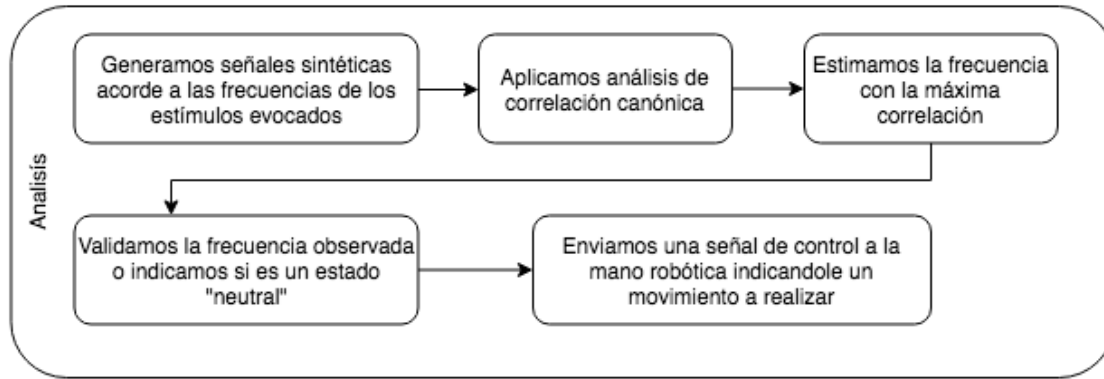 Analisís
Generamos señales sintéticas
acorde a las frecuencias de los
estímulos evocados
Aplicamos análisis de
correlación canónica
Estimamos la frecuencia
con la máxima
correlación
Validamos la frecuencia observada
o indicamos si es un estado
"neutral"
Enviamos una señal de control a la
mano robótica indicandole un
movimiento a realizar